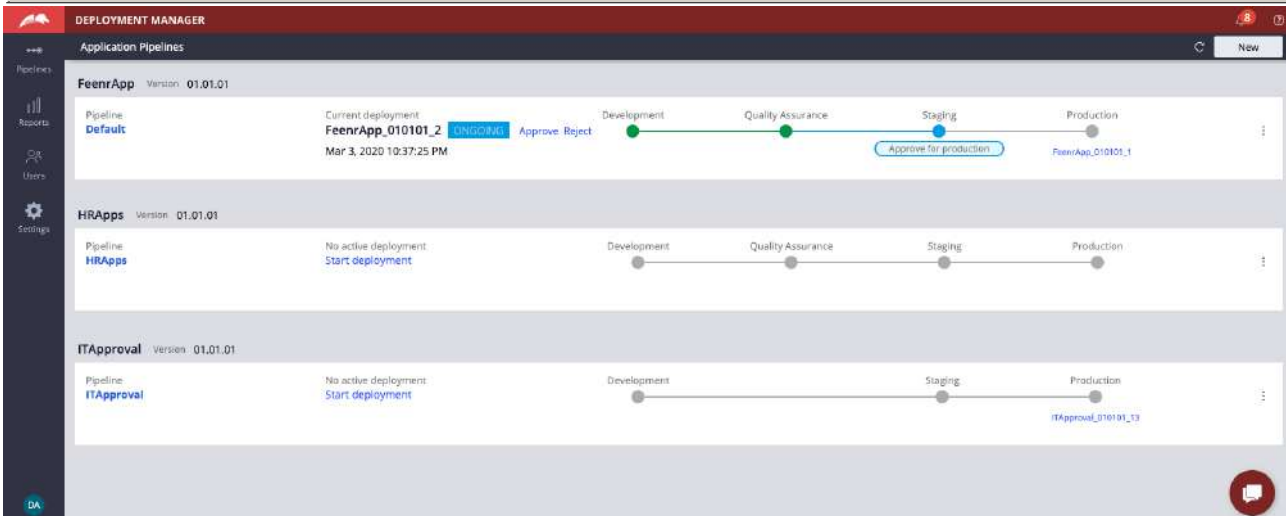 DEPLOYMENT MANAGER
8
Application Pipelines
New
Pipelines
Reports
Users
Settings
DA
FeenrApp Version 01.01.01
Pipeline
Default
Current deployment
FeenrApp_010101_2 ONGOING Approve Reject
Mar 3, 2020 10:37:25 PM
Development Quality Assurance Staging Production
Approve for production
FeenrApp_010101_1
HRApps Version 01.01.01
Pipeline
HRApps
No active deployment
Start deployment
Development Quality Assurance Staging Production
ITApproval Version 01.01.01
Pipeline
ITApproval
No active deployment
Start deployment
Development Staging Production
ITApproval_010101_13